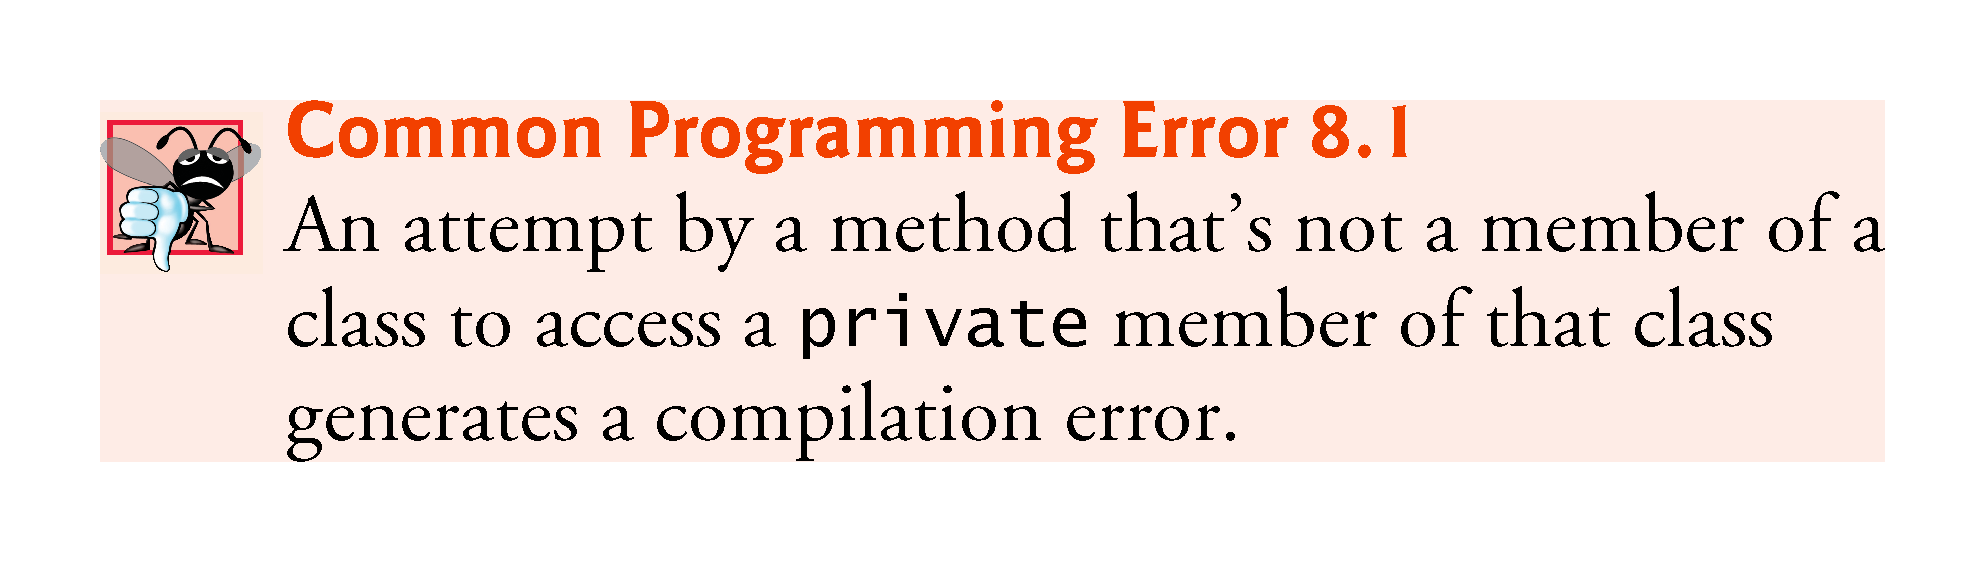 Common Programming Error 8.1
An attempt by a method that’s not a member of a
class to access a private member of that class
generates a compilation error.